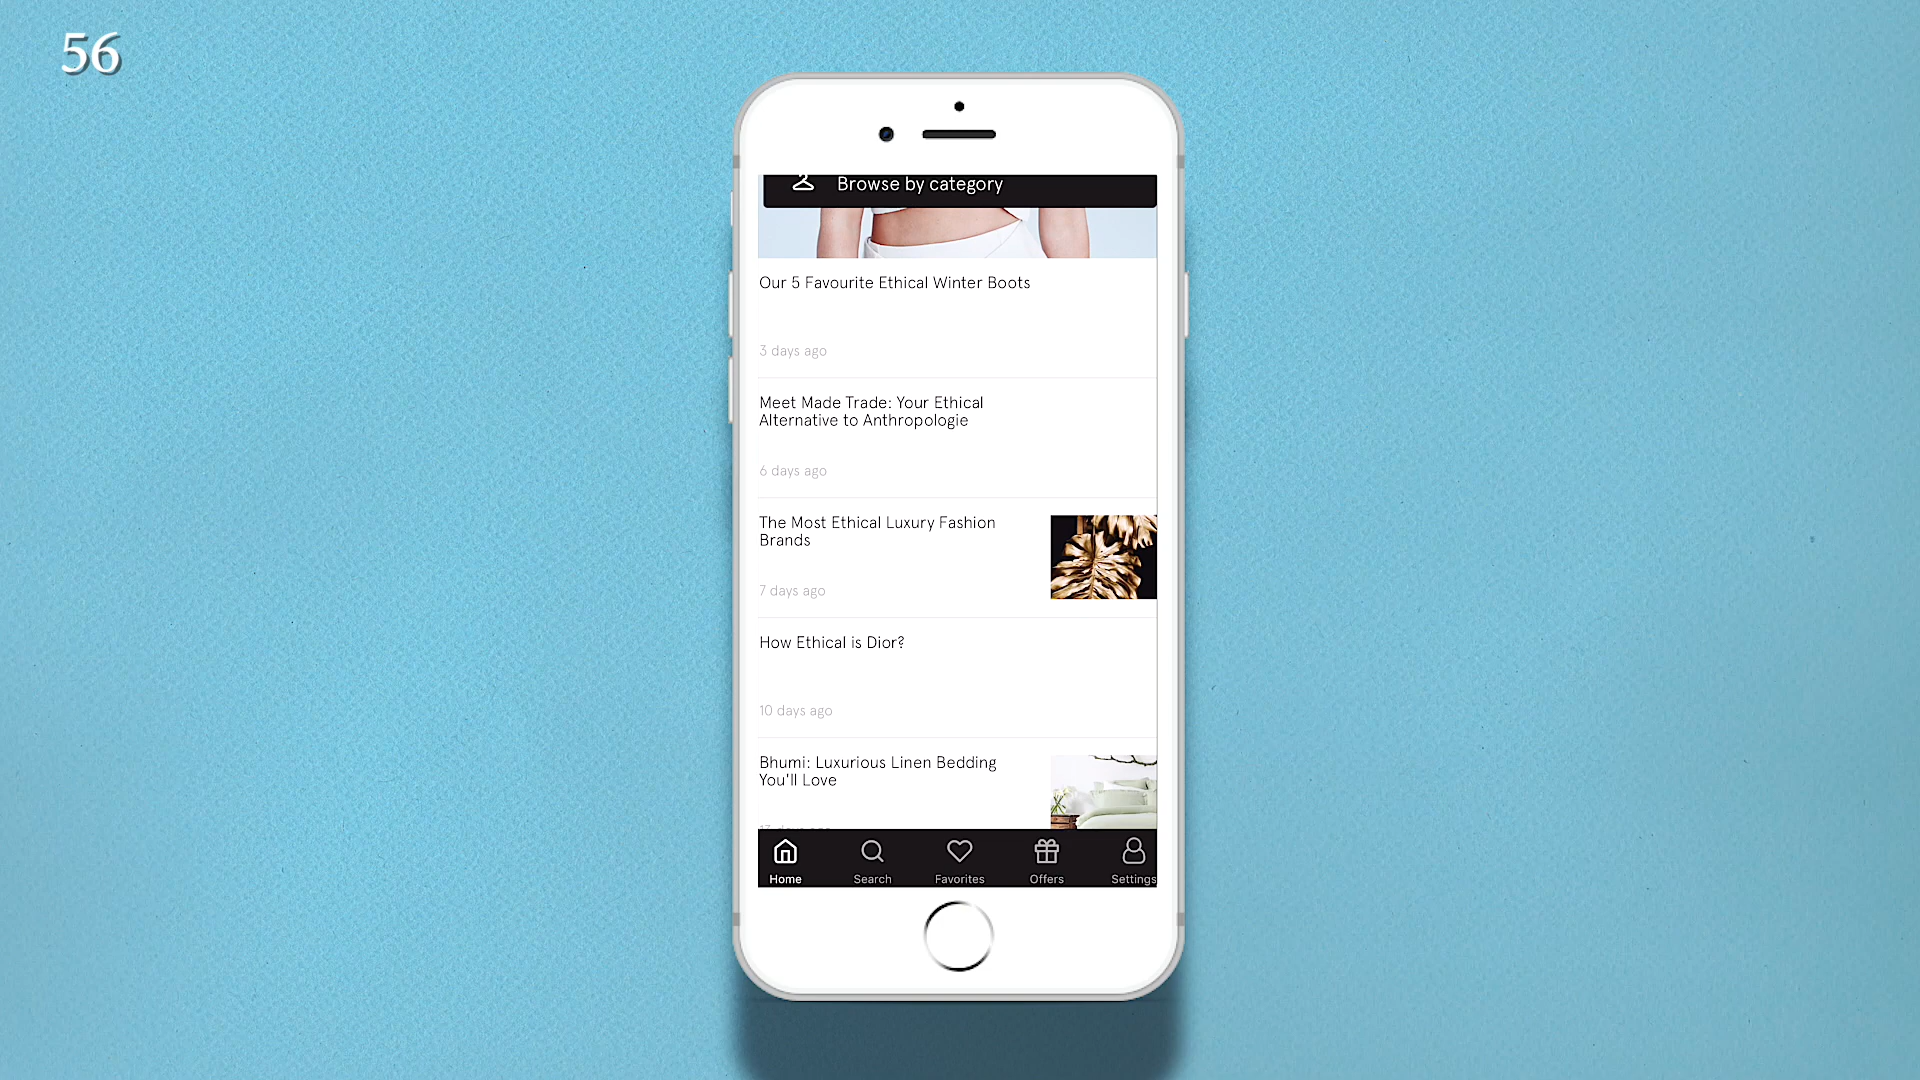 56
Browse by category
Our 5 Favourite Ethical Winter Boots
3 days ago
Meet Made Trade: Your Ethical
Alternative to Anthropologie
6 days ago
The Most Ethical Luxury Fashion
Brands
7 days ago
How Ethical is Dior?
10 days ago
Bhumi: Luxurious Linen Bedding
You'll Love
Home
Search
Favorites
Offers
Settings